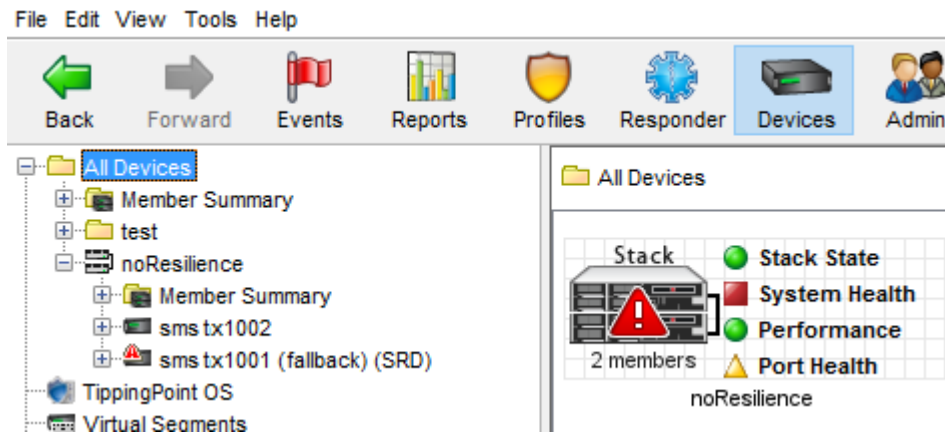 File Edit View Tools Help
Back Forward Events Reports Profiles Responder Devices Admin
All Devices
Member Summary
test
noResilience
Member Summary
sms tx1002
sms tx1001 (fallback) (SRD)
TippingPoint OS
Virtual Segments
All Devices
Stack
2 members
Stack State
System Health
Performance
Port Health
noResilience